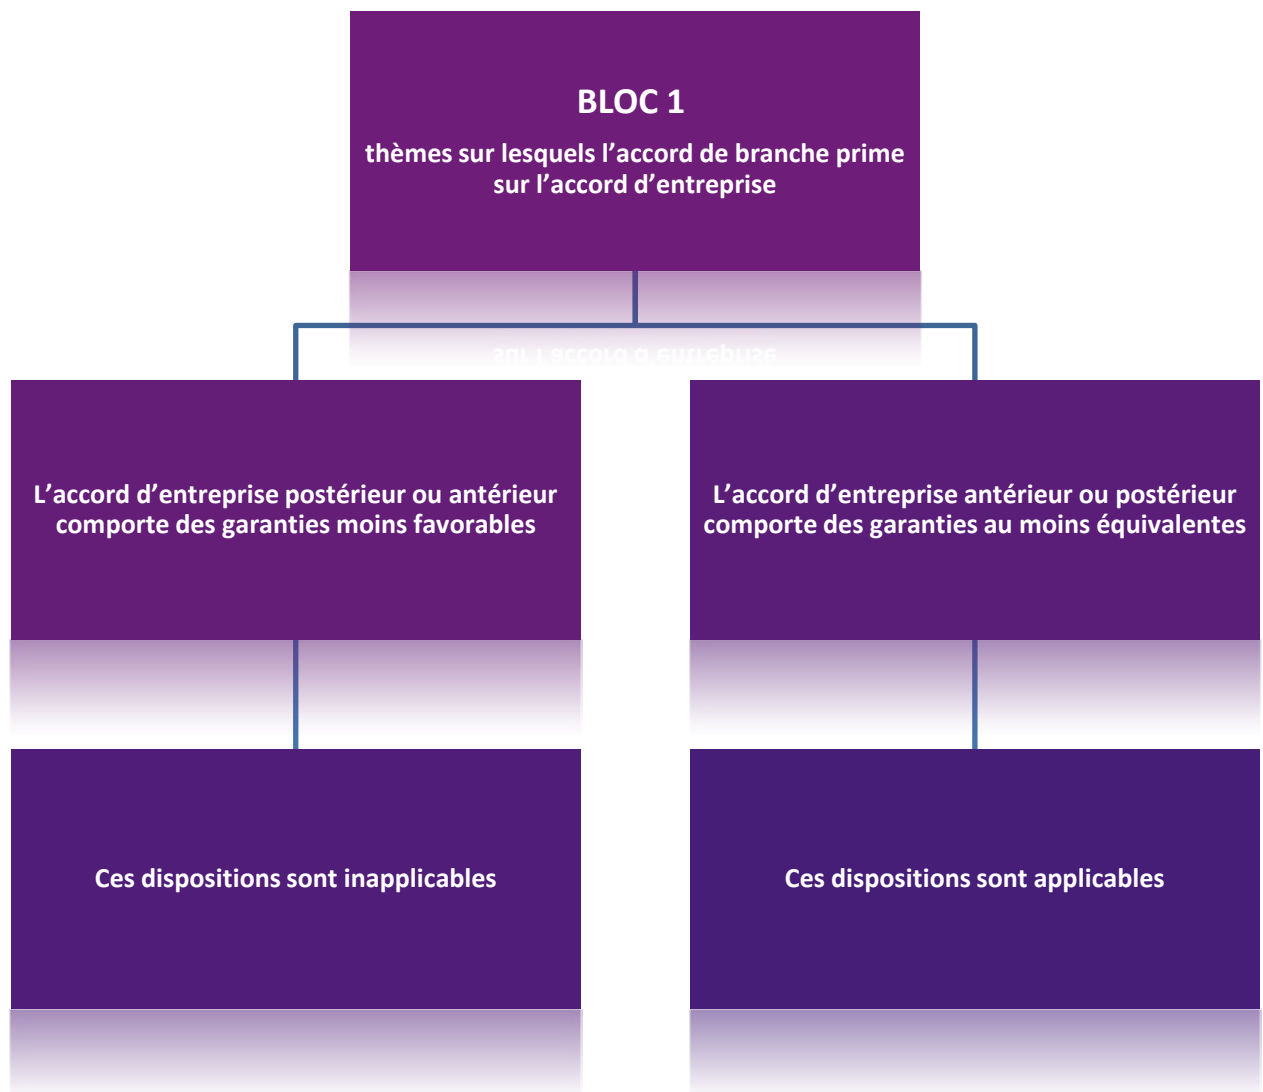 BLOC 1
thèmes sur lesquels l’accord de branche prime
sur l’accord d’entreprise
L’accord d’entreprise postérieur ou antérieur
comporte des garanties moins favorables
L’accord d’entreprise antérieur ou postérieur
comporte des garanties au moins équivalentes
Ces dispositions sont inapplicables
Ces dispositions sont applicables